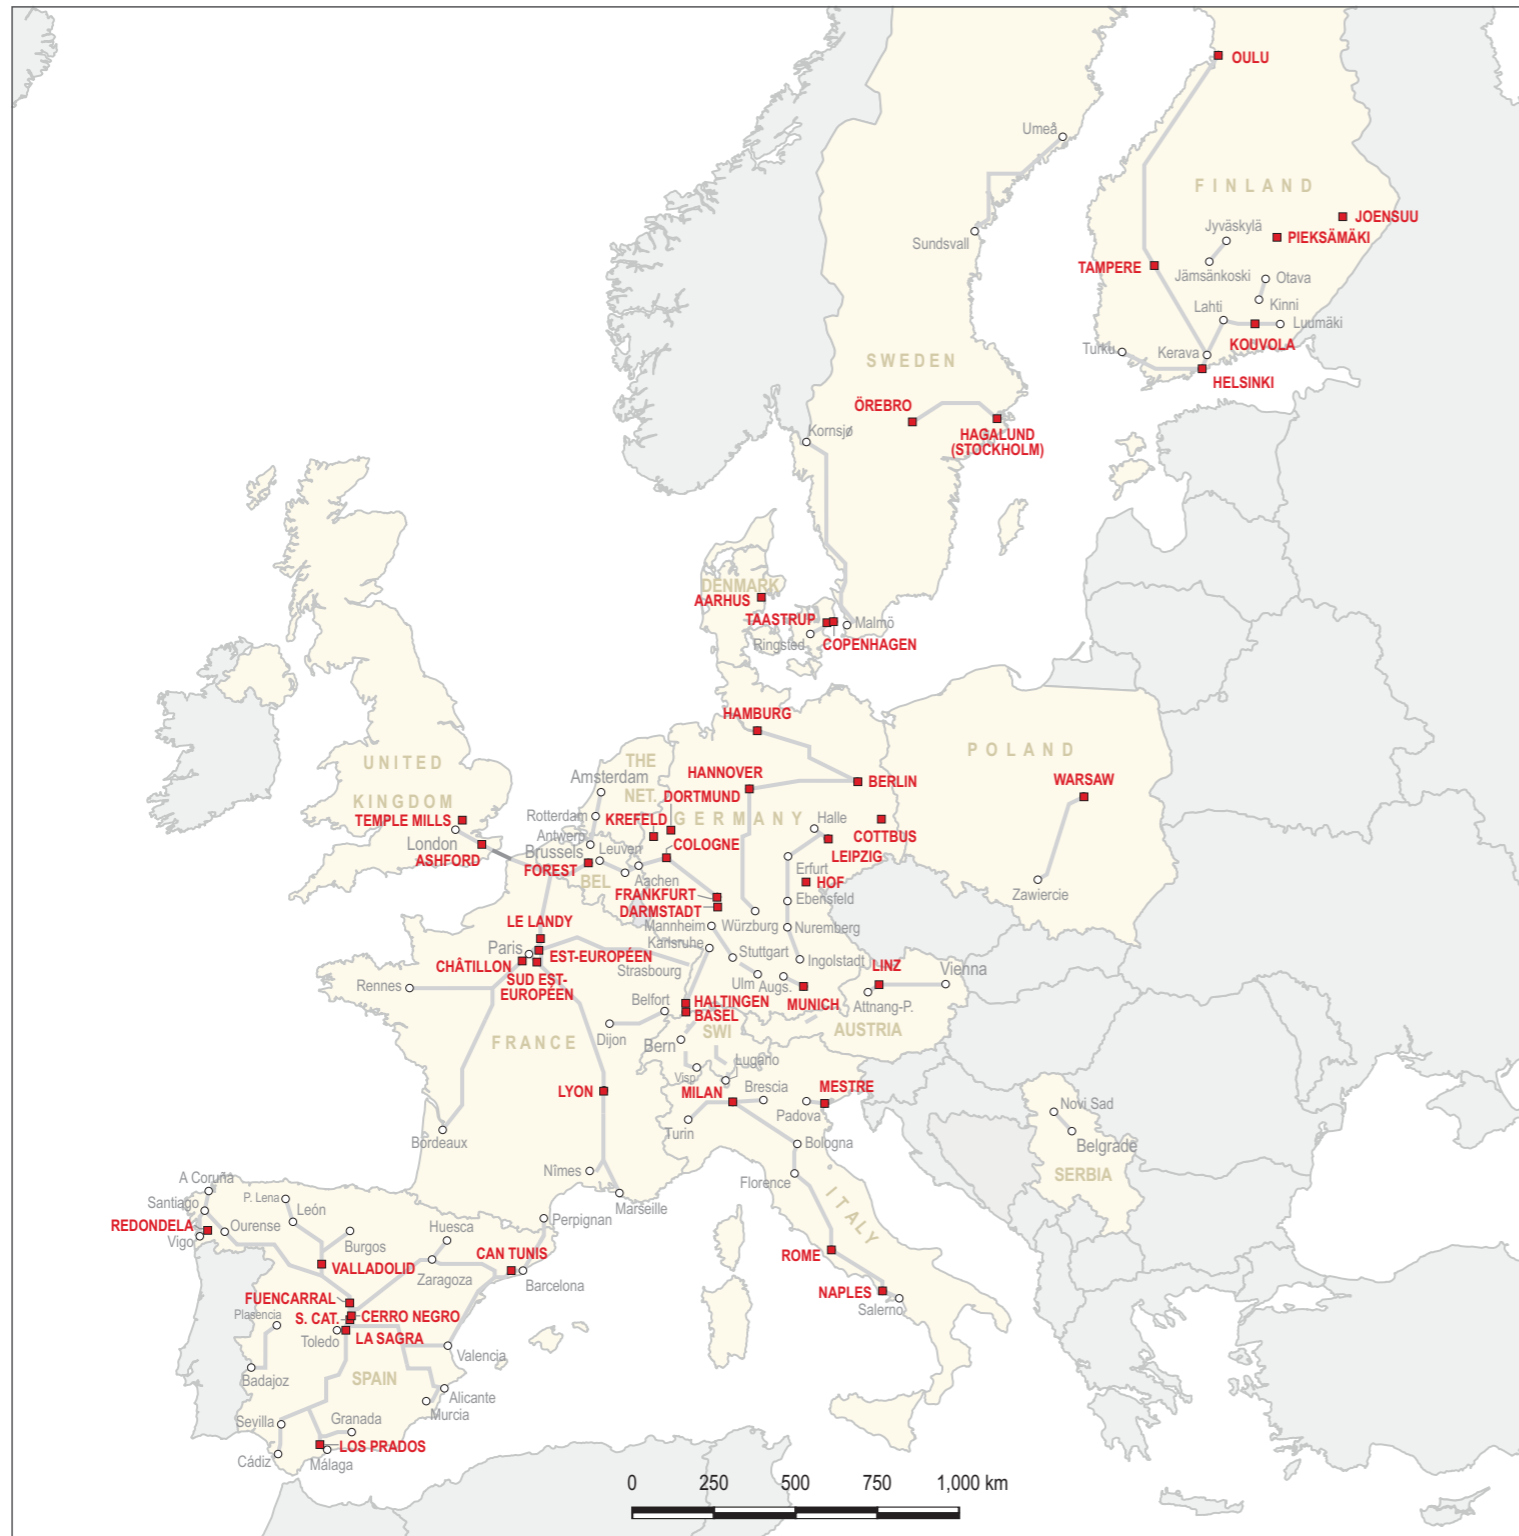 OULU
Umeå
FINLAND
JOENSUU
Jyväskylä
PIEKSÄMÄKI
Sundsvall
TAMPERE
Jämsänkoski
Otava
Kinni
Lahti
Luumäki
KOUVOLA
Turku
Kerava
HELSINKI
SWEDEN
ÖREBRO
Kornsjø
HAGALUND
(STOCKHOLM)
DENMARK
AARHUS
TAASTRUP
Malmö
Ringsted
COPENHAGEN
HAMBURG
UNITED
KINGDOM
THE
NET.
POLAND
Amsterdam
HANNOVER
BERLIN
WARSAW
DORTMUND
TEMPLE MILLS
Rotterdam
KREFELD
GERMANY
Halle
COTTBUS
London
Antwerp
COLOGNE
LEIPZIG
ASHFORD
Brussels
Leuven
FOREST
Erfurt
BEL
Aachen
HOF
Zawiercie
FRANKFURT
Ebensfeld
DARMSTADT
LE LANDY
Mannheim
Würzburg
Nuremberg
Paris
Karlsruhe
EST-EUROPÉEN
Stuttgart
CHÂTILLON
Strasbourg
Ingolstadt
LINZ
Vienna
SUD EST-
EUROPÉEN
Rennes
Ulm
Augs.
MUNICH
Attnang-P.
Belfort
HALTINGEN
BASEL
SWI
AUSTRIA
FRANCE
Dijon
Bern
Lugano
Visp
LYON
MILAN
Brescia
MESTRE
Padova
Novi Sad
Turin
Bordeaux
Bologna
Belgrade
Nîmes
Florence
SERBIA
A Coruña
P. Lena
Santiago
León
Marseille
ITALY
REDONDELA
Ourense
Perpignan
Vigo
Huesca
Burgos
CAN TUNIS
ROME
VALLADOLID
Zaragoza
Barcelona
NAPLES
FUENCARRAL
Salerno
Plasencia
S. CAT.
CERRO NEGRO
Toledo
LA SAGRA
Valencia
Badajoz
SPAIN
Alicante
Murcia
Sevilla
Granada
LOS PRADOS
Cádiz
Málaga
0 250 500 750 1,000 km